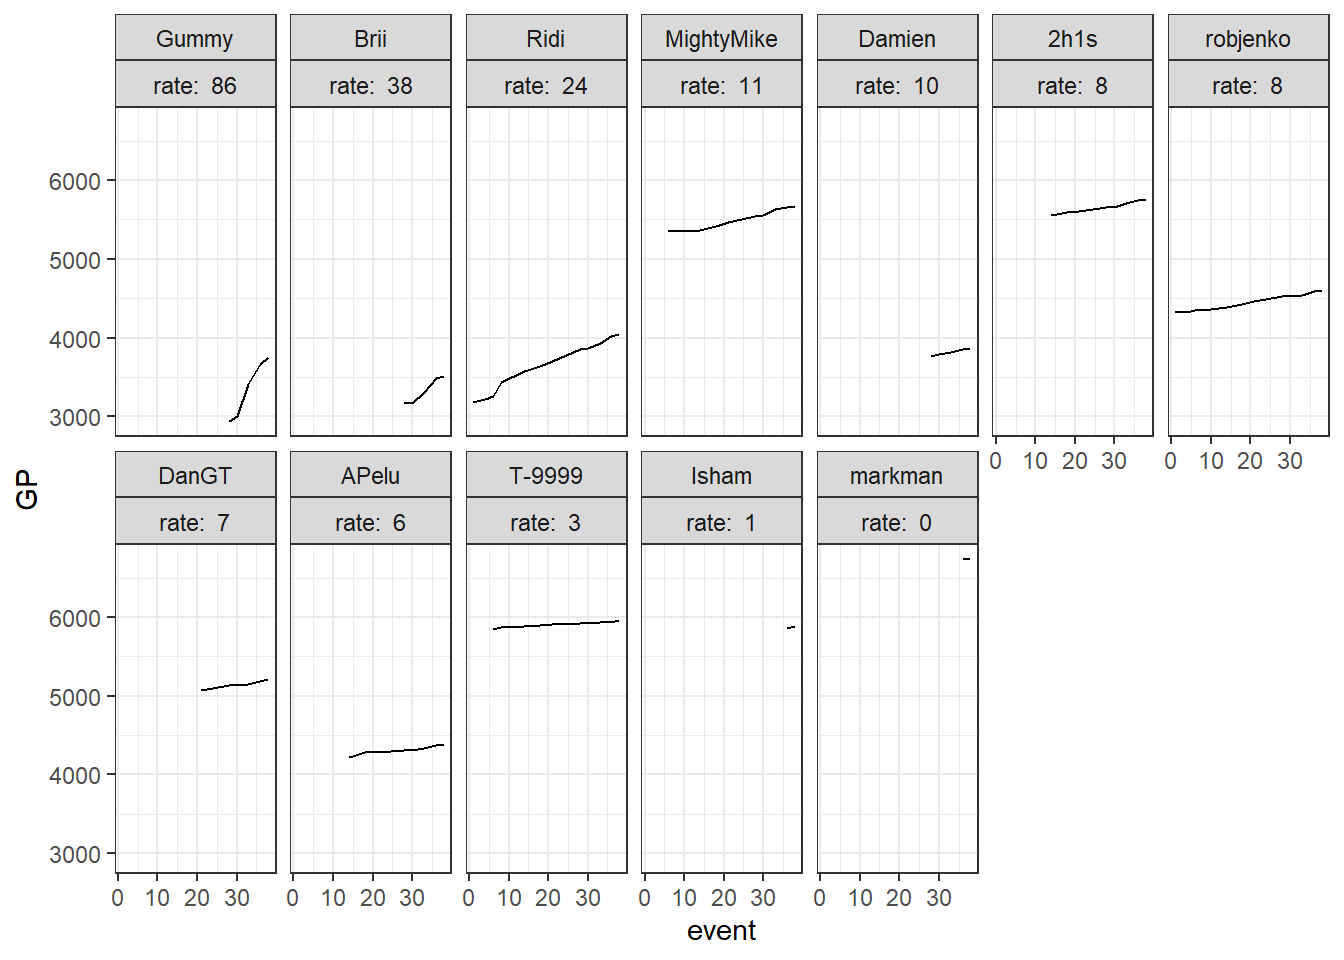 Gummy Brii Ridi MightyMike Damien 2h1s robjenko
rate: 86 rate: 38 rate: 24 rate: 11 rate: 10 rate: 8 rate: 8
6000
5000
4000
3000
0 10 20 30 0 10 20 30
DanGT APelu T-9999 Isham markman
rate: 7 rate: 6 rate: 3 rate: 1 rate: 0
GP
6000
5000
4000
3000
0 10 20 30 0 10 20 30 0 10 20 30 0 10 20 30 0 10 20 30
event